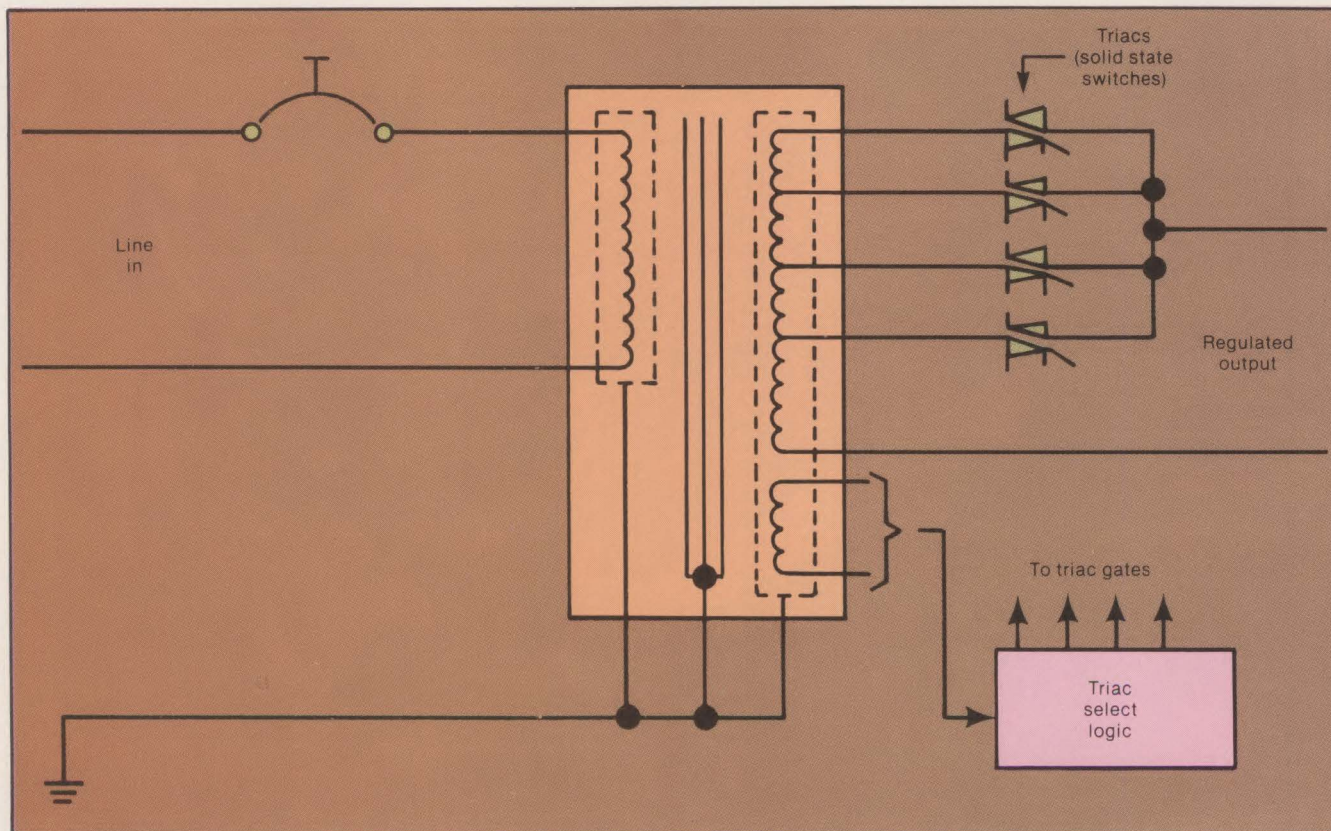 Triacs
(solid state
switches)
Line
in
Regulated
output
To triac gates
Triac
select
logic